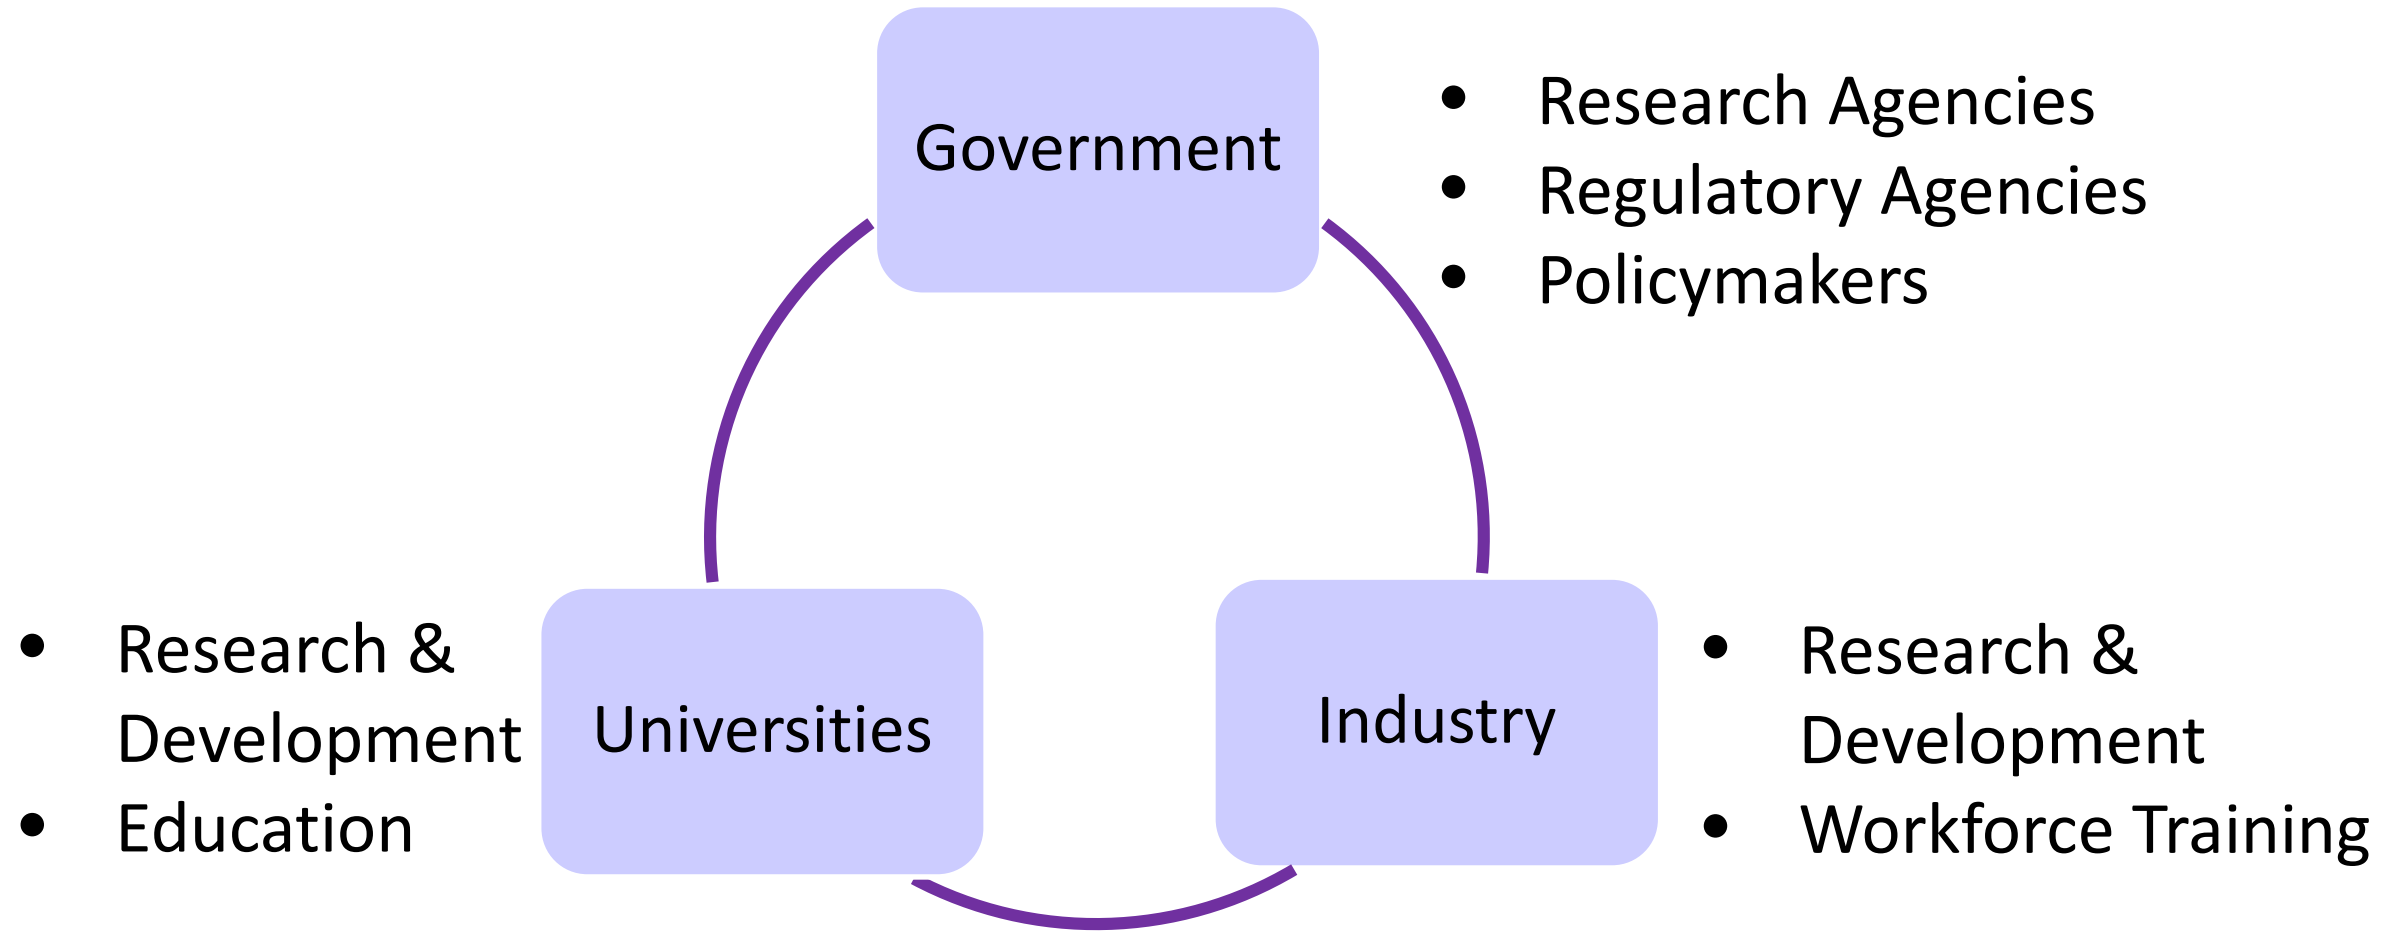 Government
• Research Agencies
• Regulatory Agencies
• Policymakers
• Research &
Development
• Education
Universities
Industry
• Research &
Development
• Workforce Training